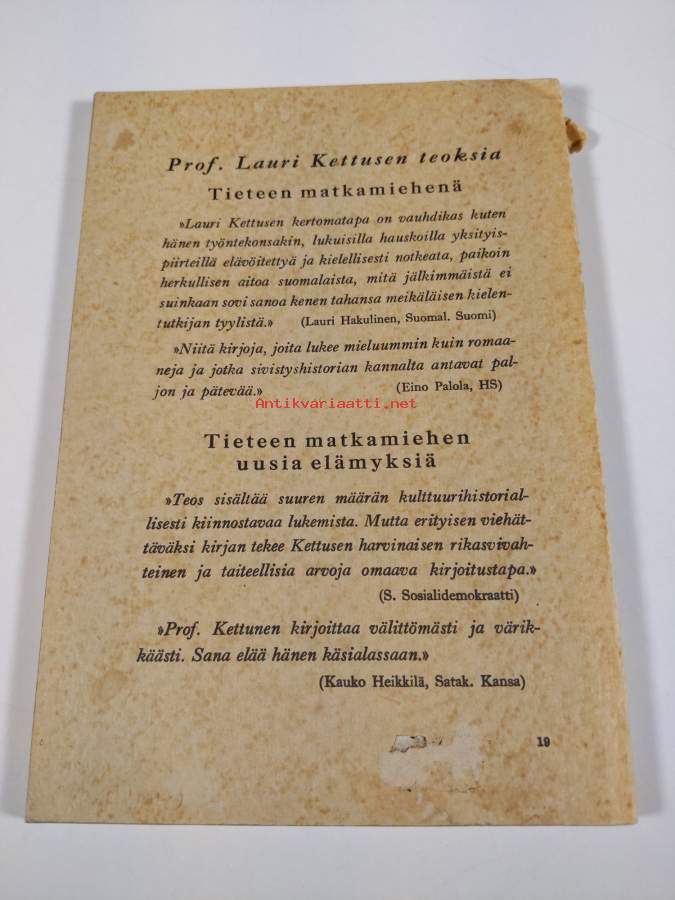 Prof. Lauri Kettusen teoksia
Tieteen matkamiehenä
»Lauri Kettusen kertomatapa on vauhdikas kuten
hänen työntekonsakin, lukuisilla hauskoilla yksityis-
piirteillä elävöitettyä ja kielellisesti notkeata, paikoin
herkullisen aitoa suomalaista, mitä jälkimmäistä ei
suinkaan sovi sanoa kenen tahansa meikäläisen kielen-
tutkijan tyylistä.» (Lauri Hakulinen, Suomal. Suomi)
»Niitä kirjoja, joita lukee mieluummin kuin romaa-
neja ja jotka sivistyshistorian kannalta antavat pal-
jon ja pätevää.» (Eino Palola, HS)
Antikvariaatti.net
Tieteen matkamiehen
uusia elämyksiä
»Teos sisältää suuren määrän kulttuurihistorial-
lisesti kiinnostavaa lukemista. Mutta erityisen viehät-
täväksi kirjan tekee Kettusen harvinaisen rikasvivah-
teinen ja taiteellisia arvoja omaava kirjoitustapa.»
(S. Sosialidemokraatti)
»Prof. Kettunen kirjoittaa välittömästi ja värik-
käästi. Sana elää hänen käsialassaan.»
(Kauko Heikkilä, Satak. Kansa)
19